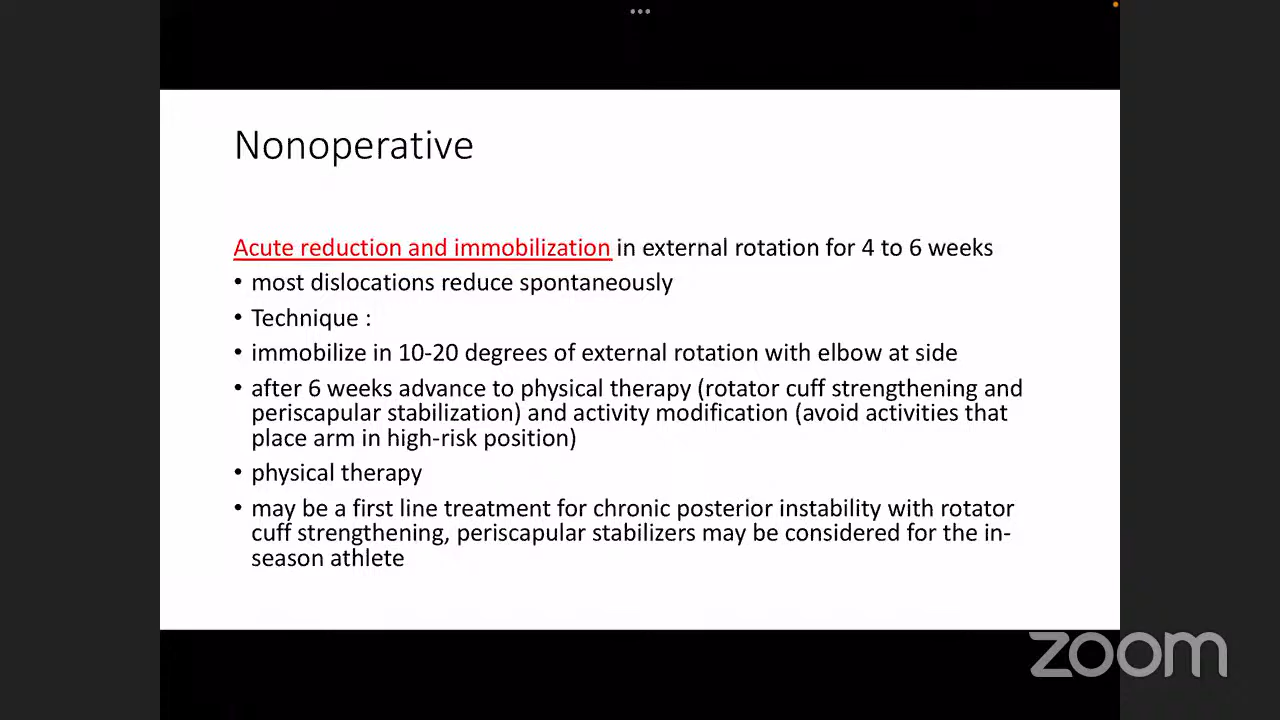 Nonoperative
Acute reduction and immobilization in external rotation for 4 to 6 weeks
• most dislocations reduce spontaneously
• Technique :
• immobilize in 10-20 degrees of external rotation with elbow at side
• after 6 weeks advance to physical therapy (rotator cuff strengthening and
periscapular stabilization) and activity modification (avoid activities that
place arm in high-risk position)
• physical therapy
• may be a first line treatment for chronic posterior instability with rotator
cuff strengthening, periscapular stabilizers may be considered for the in-
season athlete
zoom